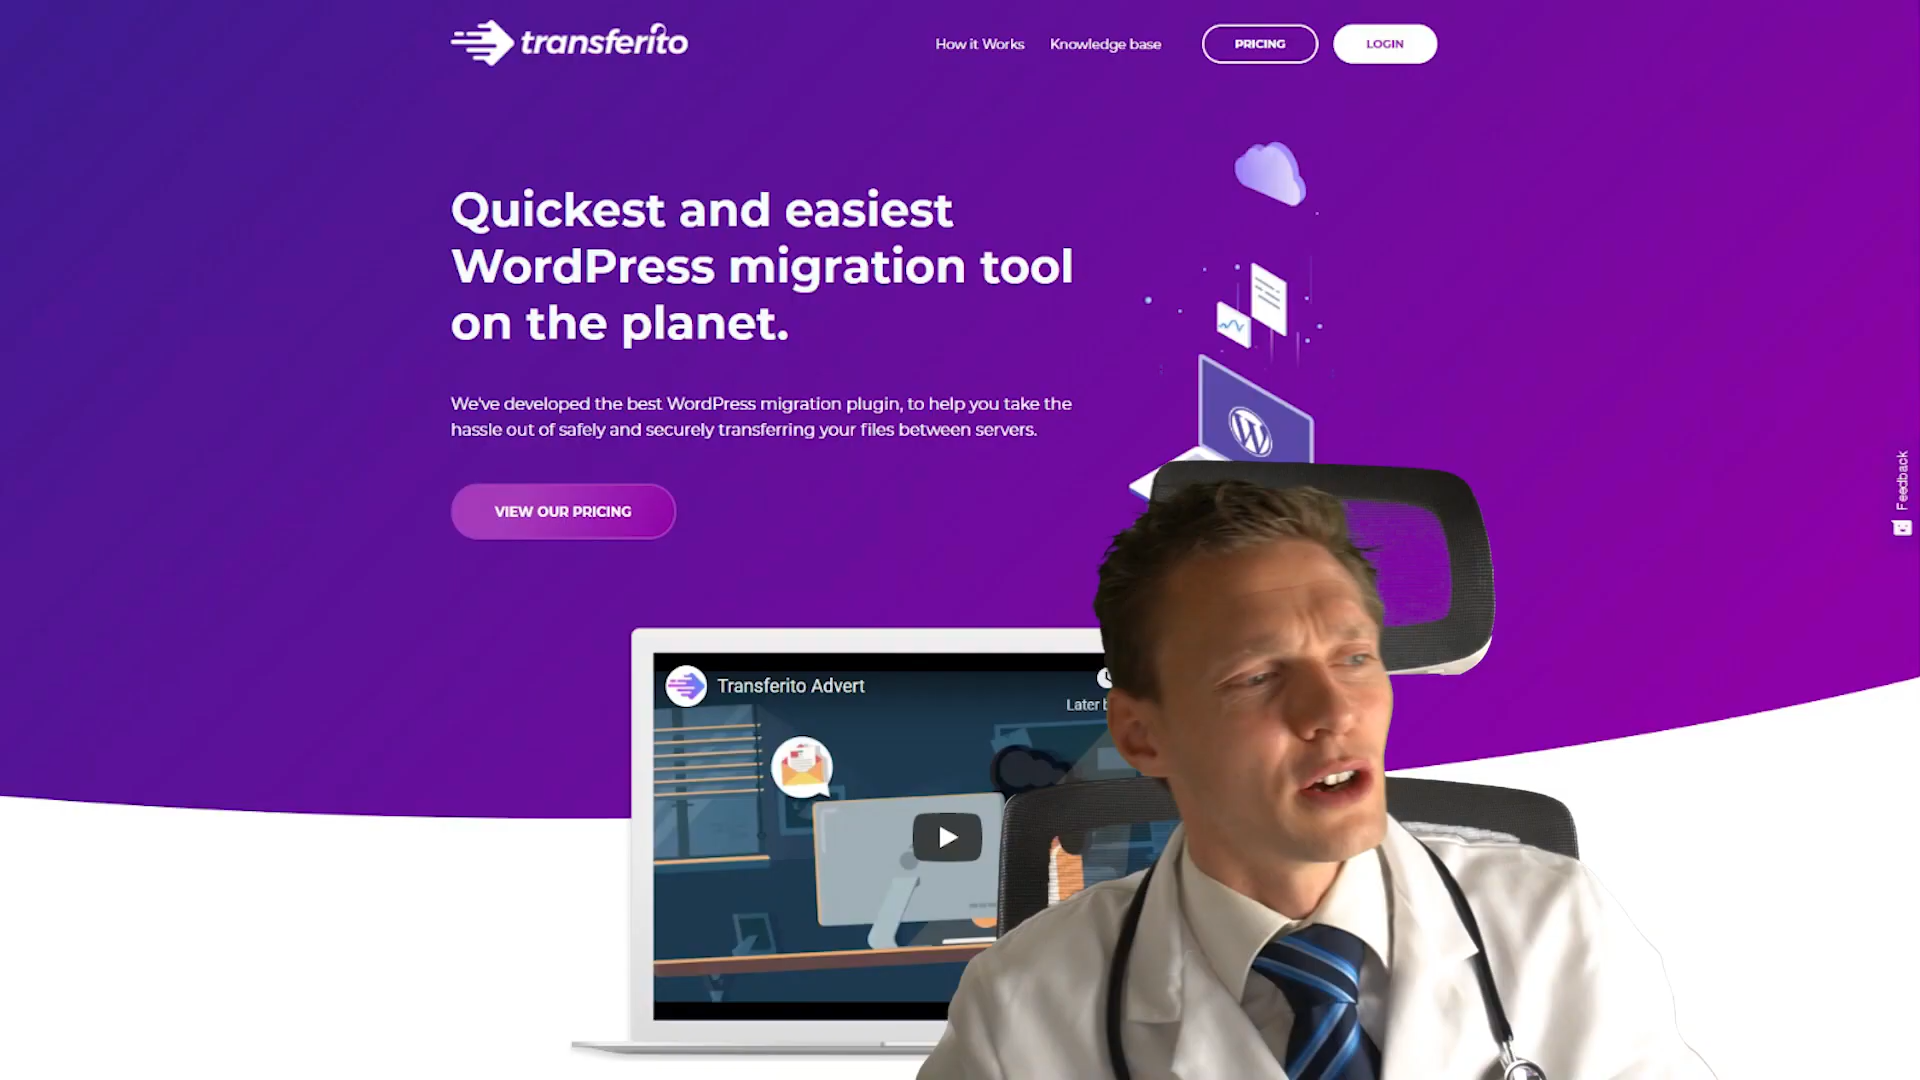 transferito
How it Works
Knowledge base
PRICING
LOGIN
Quickest and easiest
WordPress migration tool
on the planet.
We've developed the best WordPress migration plugin, to help you take the
hassle out of safely and securely transferring your files between servers.
VIEW OUR PRICING
Feedback
Transferito Advert
Later